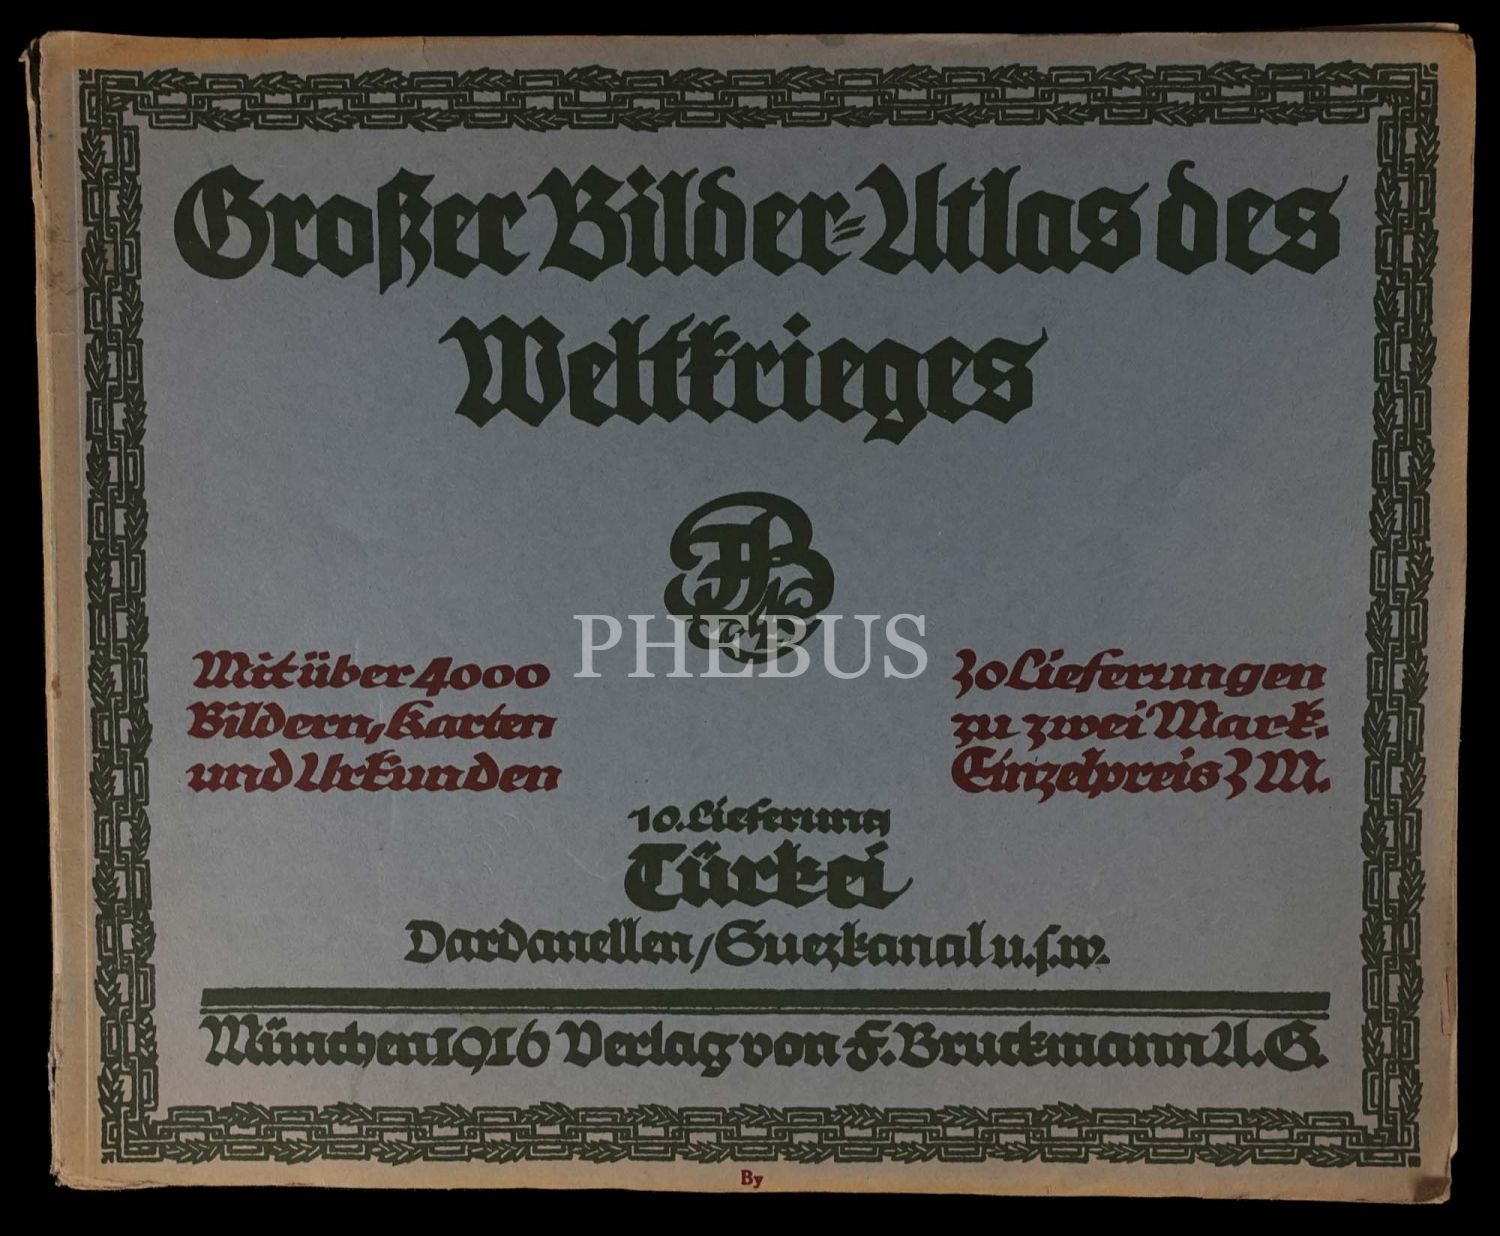 Großer Bilder=Atlas des
Weltkrieges
PHEBUS
Mit über 4000
Bildern, Karten
und Urkunden
30 Lieferungen
zu zwei Mark.
Einzelpreis 3 M.
10. Lieferung
Türkei
Dardanellen / Suezkanal u.s.w.
München 1916 Verlag von F. Bruckmann A.G.
By